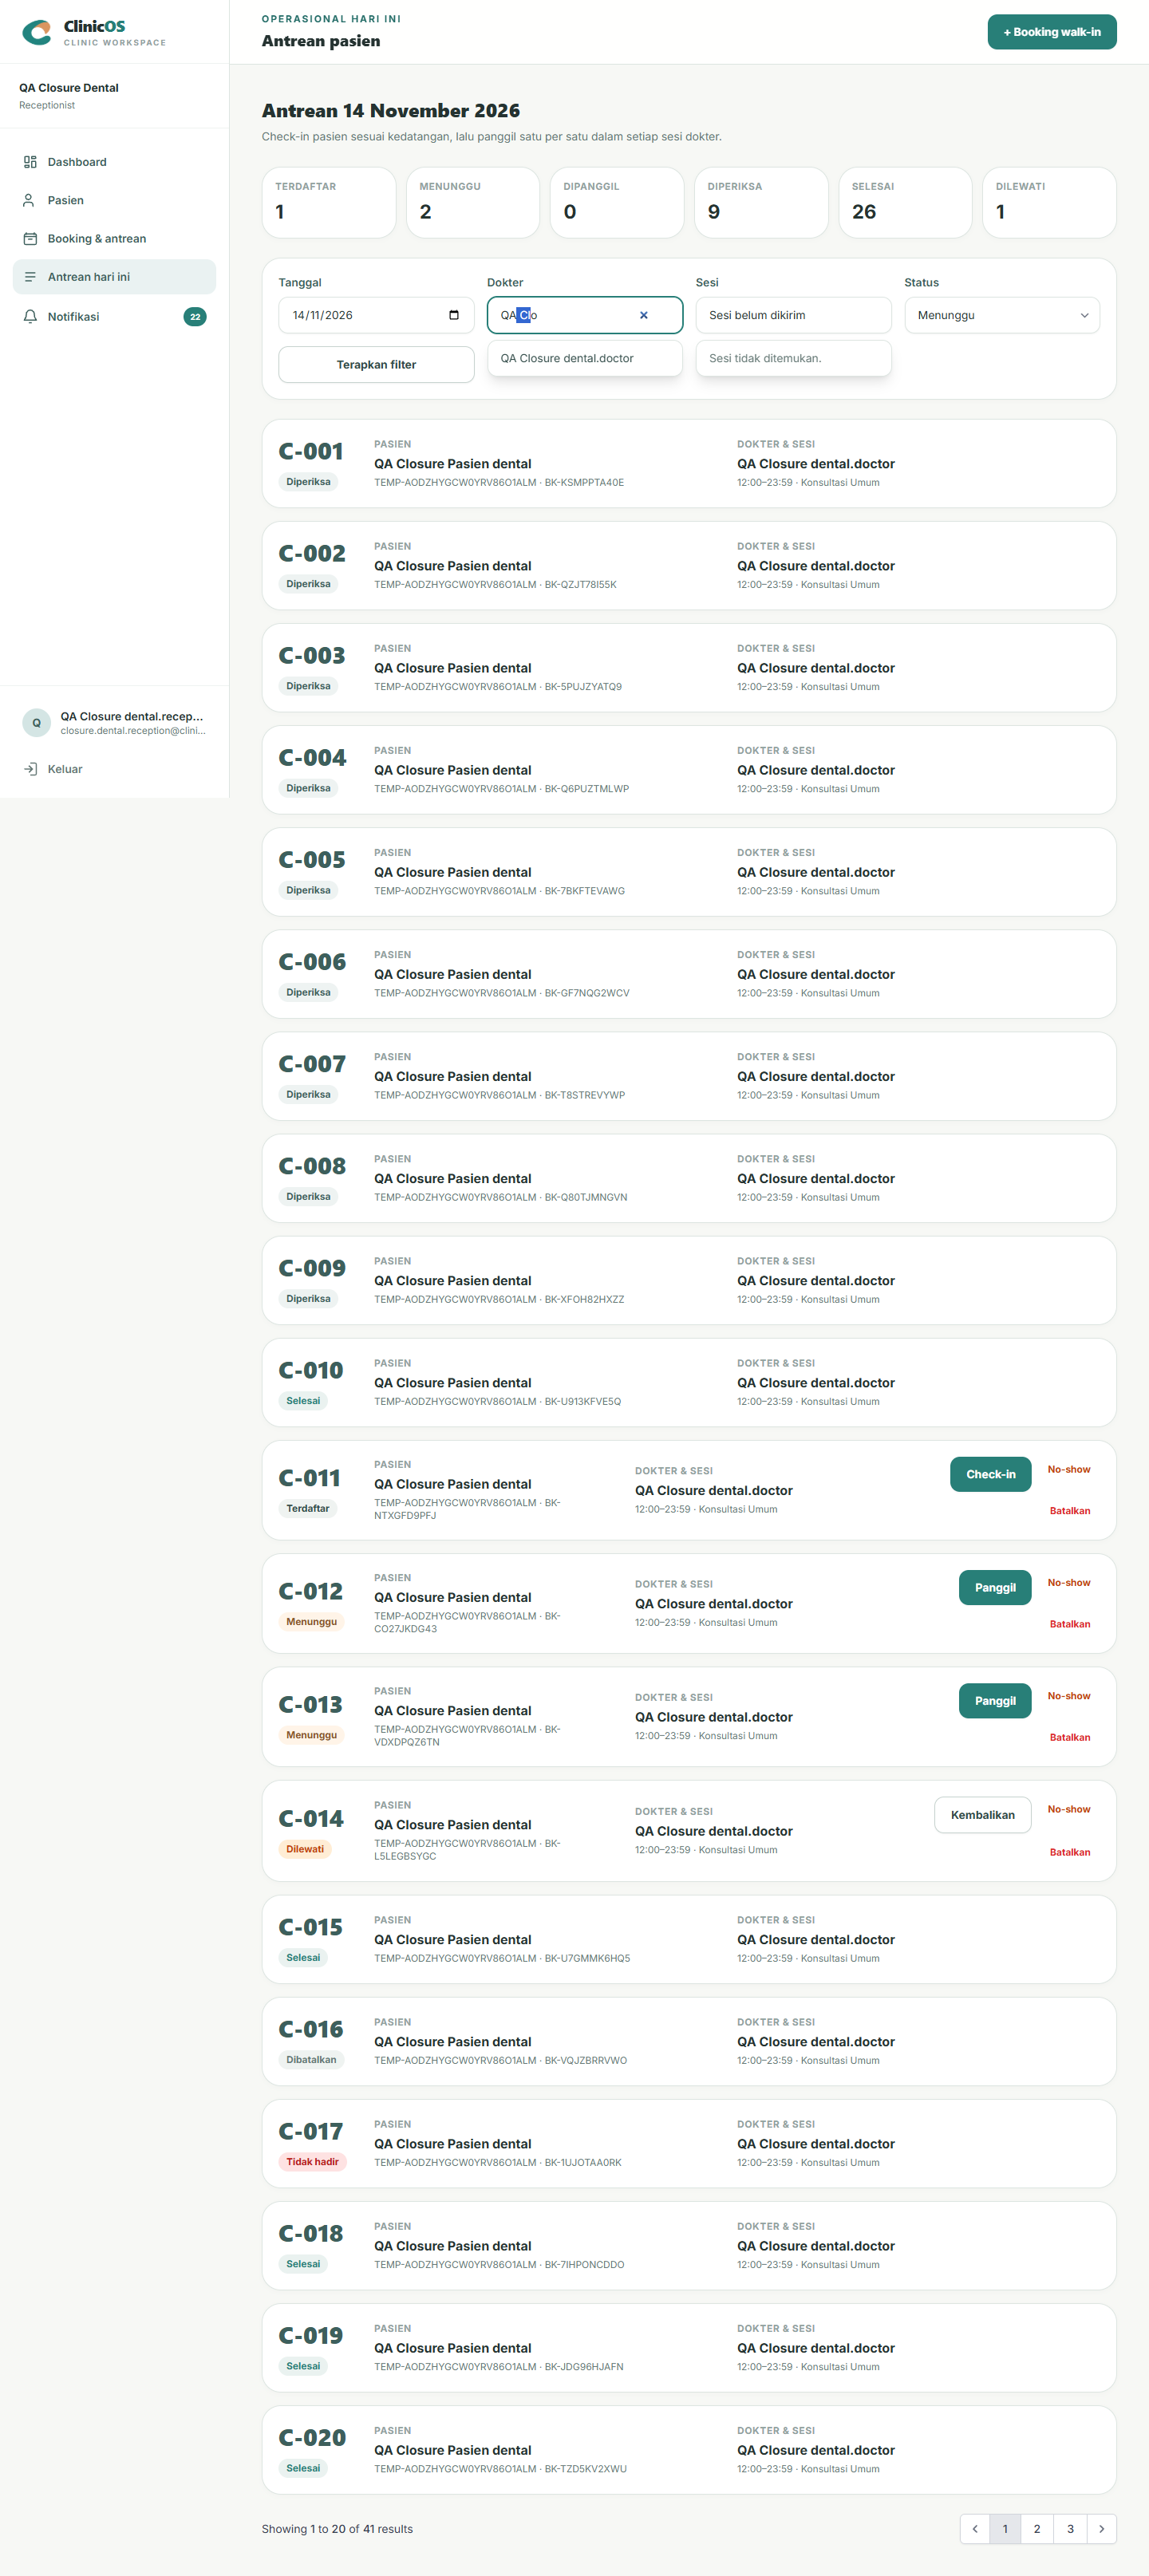 ClinicOS
CLINIC WORKSPACE
QA Closure Dental
Receptionist
Dashboard
Pasien
Booking & antrean
Antrean hari ini
Notifikasi 22
Q QA Closure dental.recep...
closure.dental.reception@clini...
Keluar
OPERASIONAL HARI INI
Antrean pasien
+ Booking walk-in
Antrean 14 November 2026
Check-in pasien sesuai kedatangan, lalu panggil satu per satu dalam setiap sesi dokter.
TERDAFTAR MENUNGGU DIPANGGIL DIPERIKSA SELESAI DILEWATI
1 2 0 9 26 1
Tanggal Dokter Sesi Status
14/11/2026 QA Clo Sesi belum dikirim Menunggu
Terapkan filter QA Closure dental.doctor Sesi tidak ditemukan.
C-001
Diperiksa
PASIEN
QA Closure Pasien dental
TEMP-AODZHYGCW0YRV86O1ALM · BK-KSMPPTA40E
DOKTER & SESI
QA Closure dental.doctor
12:00–23:59 · Konsultasi Umum
C-002
Diperiksa
PASIEN
QA Closure Pasien dental
TEMP-AODZHYGCW0YRV86O1ALM · BK-QZJT78I55K
DOKTER & SESI
QA Closure dental.doctor
12:00–23:59 · Konsultasi Umum
C-003
Diperiksa
PASIEN
QA Closure Pasien dental
TEMP-AODZHYGCW0YRV86O1ALM · BK-5PUJZYATQ9
DOKTER & SESI
QA Closure dental.doctor
12:00–23:59 · Konsultasi Umum
C-004
Diperiksa
PASIEN
QA Closure Pasien dental
TEMP-AODZHYGCW0YRV86O1ALM · BK-Q6PUZTMLWP
DOKTER & SESI
QA Closure dental.doctor
12:00–23:59 · Konsultasi Umum
C-005
Diperiksa
PASIEN
QA Closure Pasien dental
TEMP-AODZHYGCW0YRV86O1ALM · BK-7BKFTEVAWG
DOKTER & SESI
QA Closure dental.doctor
12:00–23:59 · Konsultasi Umum
C-006
Diperiksa
PASIEN
QA Closure Pasien dental
TEMP-AODZHYGCW0YRV86O1ALM · BK-GF7NQG2WCV
DOKTER & SESI
QA Closure dental.doctor
12:00–23:59 · Konsultasi Umum
C-007
Diperiksa
PASIEN
QA Closure Pasien dental
TEMP-AODZHYGCW0YRV86O1ALM · BK-T8STREVYWP
DOKTER & SESI
QA Closure dental.doctor
12:00–23:59 · Konsultasi Umum
C-008
Diperiksa
PASIEN
QA Closure Pasien dental
TEMP-AODZHYGCW0YRV86O1ALM · BK-Q80TJMNGVN
DOKTER & SESI
QA Closure dental.doctor
12:00–23:59 · Konsultasi Umum
C-009
Diperiksa
PASIEN
QA Closure Pasien dental
TEMP-AODZHYGCW0YRV86O1ALM · BK-XFOH82HXZZ
DOKTER & SESI
QA Closure dental.doctor
12:00–23:59 · Konsultasi Umum
C-010
Selesai
PASIEN
QA Closure Pasien dental
TEMP-AODZHYGCW0YRV86O1ALM · BK-U913KFVE5Q
DOKTER & SESI
QA Closure dental.doctor
12:00–23:59 · Konsultasi Umum
C-011
Terdaftar
PASIEN
QA Closure Pasien dental
TEMP-AODZHYGCW0YRV86O1ALM · BK-
NTXGFD9PFJ
DOKTER & SESI
QA Closure dental.doctor
12:00–23:59 · Konsultasi Umum
Check-in
No-show
Batalkan
C-012
Menunggu
PASIEN
QA Closure Pasien dental
TEMP-AODZHYGCW0YRV86O1ALM · BK-
CO27JKDG43
DOKTER & SESI
QA Closure dental.doctor
12:00–23:59 · Konsultasi Umum
Panggil
No-show
Batalkan
C-013
Menunggu
PASIEN
QA Closure Pasien dental
TEMP-AODZHYGCW0YRV86O1ALM · BK-
VDXDPQZ6TN
DOKTER & SESI
QA Closure dental.doctor
12:00–23:59 · Konsultasi Umum
Panggil
No-show
Batalkan
C-014
Dilewati
PASIEN
QA Closure Pasien dental
TEMP-AODZHYGCW0YRV86O1ALM · BK-
L5LEGBSYGC
DOKTER & SESI
QA Closure dental.doctor
12:00–23:59 · Konsultasi Umum
Kembalikan
No-show
Batalkan
C-015
Selesai
PASIEN
QA Closure Pasien dental
TEMP-AODZHYGCW0YRV86O1ALM · BK-U7GMMK6HQ5
DOKTER & SESI
QA Closure dental.doctor
12:00–23:59 · Konsultasi Umum
C-016
Dibatalkan
PASIEN
QA Closure Pasien dental
TEMP-AODZHYGCW0YRV86O1ALM · BK-VQJZBRRVWO
DOKTER & SESI
QA Closure dental.doctor
12:00–23:59 · Konsultasi Umum
C-017
Tidak hadir
PASIEN
QA Closure Pasien dental
TEMP-AODZHYGCW0YRV86O1ALM · BK-1UJOTAA0RK
DOKTER & SESI
QA Closure dental.doctor
12:00–23:59 · Konsultasi Umum
C-018
Selesai
PASIEN
QA Closure Pasien dental
TEMP-AODZHYGCW0YRV86O1ALM · BK-7IHPONCDDO
DOKTER & SESI
QA Closure dental.doctor
12:00–23:59 · Konsultasi Umum
C-019
Selesai
PASIEN
QA Closure Pasien dental
TEMP-AODZHYGCW0YRV86O1ALM · BK-JDG96HJAFN
DOKTER & SESI
QA Closure dental.doctor
12:00–23:59 · Konsultasi Umum
C-020
Selesai
PASIEN
QA Closure Pasien dental
TEMP-AODZHYGCW0YRV86O1ALM · BK-TZD5KV2XWU
DOKTER & SESI
QA Closure dental.doctor
12:00–23:59 · Konsultasi Umum
Showing 1 to 20 of 41 results
1 2 3